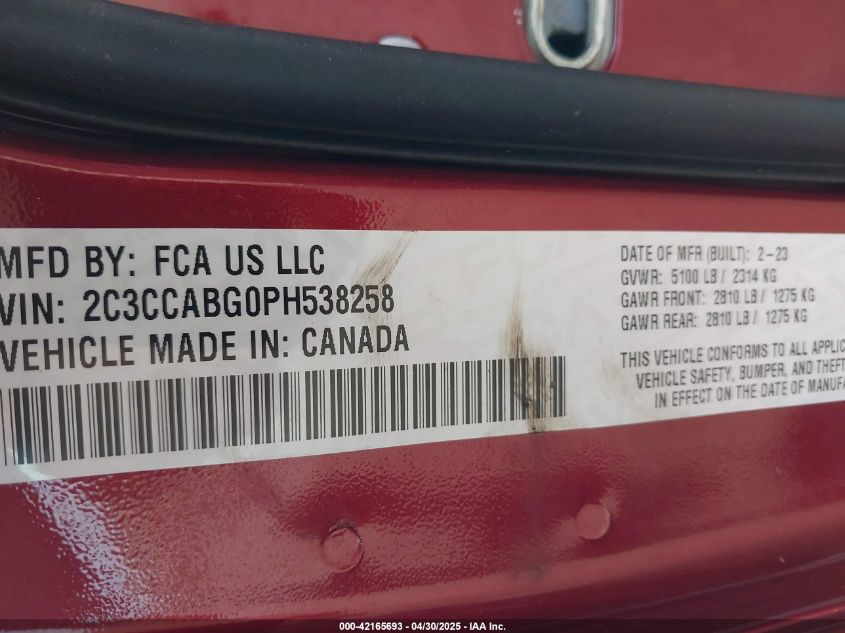 MFD BY: FCA US LLC
VIN: 2C3CCABG0PH538258
VEHICLE MADE IN: CANADA
DATE OF MFR (BUILT): 2-23
GVWR: 5100 LB / 2314 KG
GAWR FRONT: 2810 LB / 1275 KG
GAWR REAR: 2810 LB / 1275 KG
THIS VEHICLE CONFORMS TO ALL APPLIC
VEHICLE SAFETY, BUMPER, AND THEFT
IN EFFECT ON THE DATE OF MANUFA
000-42165693 - 04/30/2025 - IAA Inc.